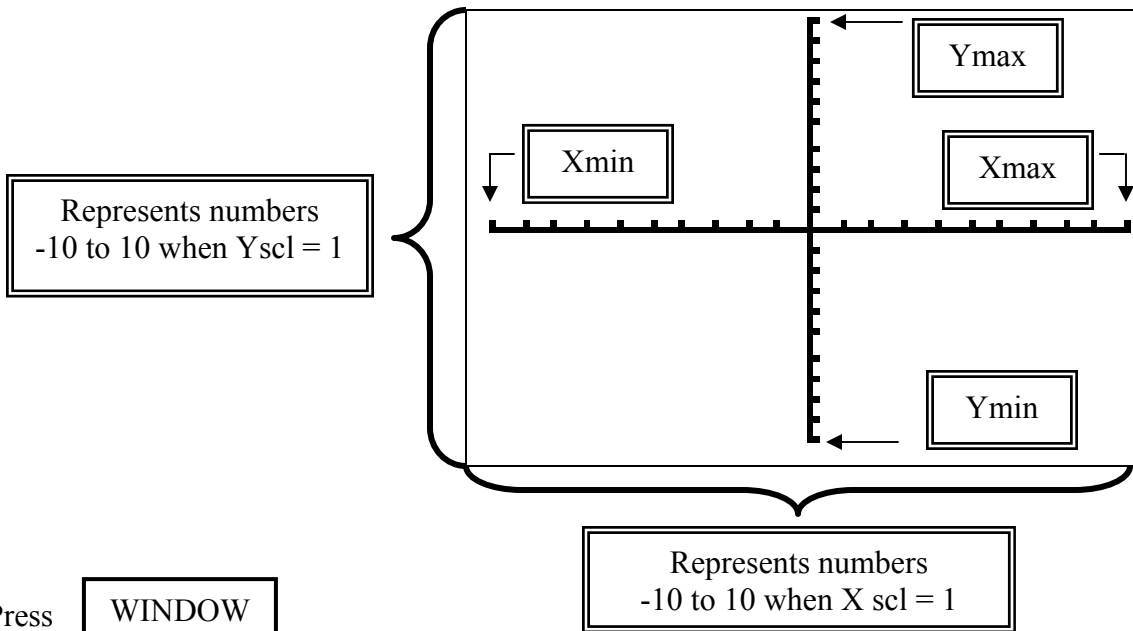 Ymax
Xmin
Xmax
Represents numbers
-10 to 10 when Yscl = 1
Ymin
Represents numbers
-10 to 10 when X scl = 1
Press
WINDOW